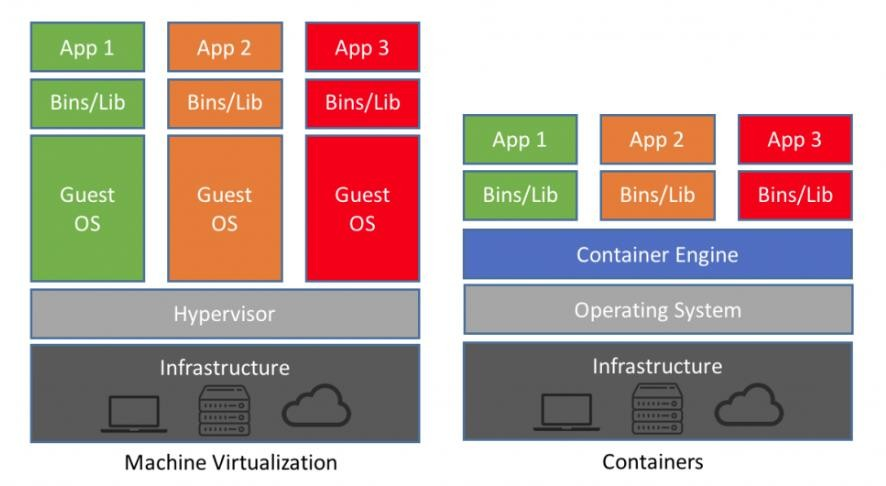 App 1
App 2
App 3
Bins/Lib
Bins/Lib
Bins/Lib
Guest
OS
Guest
OS
Guest
OS
Hypervisor
Infrastructure
Machine Virtualization
App 1
App 2
App 3
Bins/Lib
Bins/Lib
Bins/Lib
Container Engine
Operating System
Infrastructure
Containers